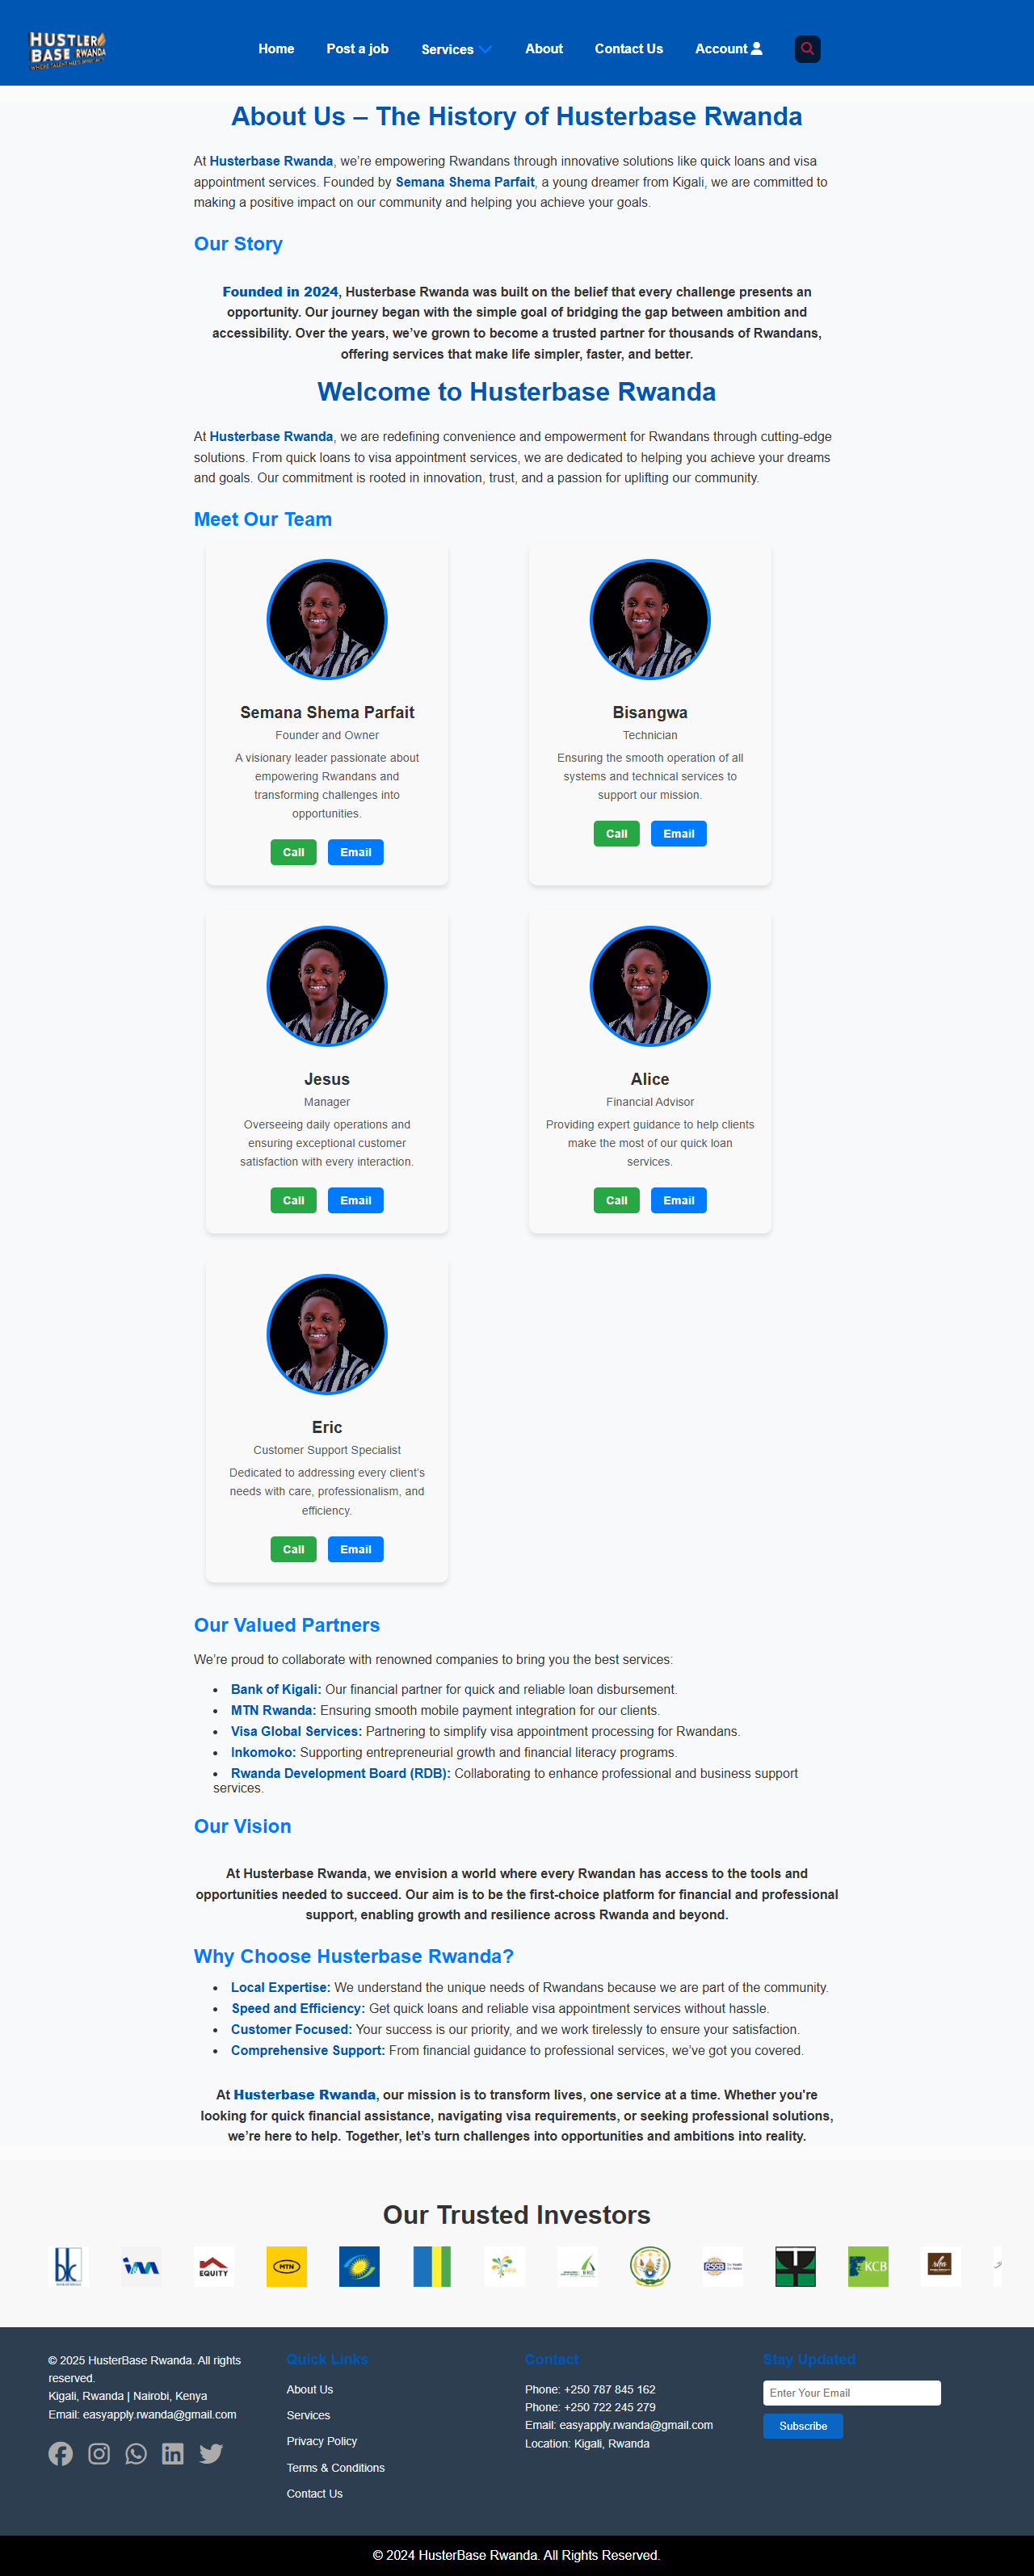 HUSTLER
BASE RWANDA
Home
Post a job
Services
About
Contact Us
Account
About Us – The History of Husterbase Rwanda
At Husterbase Rwanda, we’re empowering Rwandans through innovative solutions like quick loans and visa
appointment services. Founded by Semana Shema Parfait, a young dreamer from Kigali, we are committed to
making a positive impact on our community and helping you achieve your goals.
Our Story
Founded in 2024, Husterbase Rwanda was built on the belief that every challenge presents an
opportunity. Our journey began with the simple goal of bridging the gap between ambition and
accessibility. Over the years, we’ve grown to become a trusted partner for thousands of Rwandans,
offering services that make life simpler, faster, and better.
Welcome to Husterbase Rwanda
At Husterbase Rwanda, we are redefining convenience and empowerment for Rwandans through cutting-edge
solutions. From quick loans to visa appointment services, we are dedicated to helping you achieve your dreams
and goals. Our commitment is rooted in innovation, trust, and a passion for uplifting our community.
Meet Our Team
Semana Shema Parfait
Founder and Owner
A visionary leader passionate about
empowering Rwandans and
transforming challenges into
opportunities.
Call
Email
Bisangwa
Technician
Ensuring the smooth operation of all
systems and technical services to
support our mission.
Call
Email
Jesus
Manager
Overseeing daily operations and
ensuring exceptional customer
satisfaction with every interaction.
Call
Email
Alice
Financial Advisor
Providing expert guidance to help clients
make the most of our quick loan
services.
Call
Email
Eric
Customer Support Specialist
Dedicated to addressing every client’s
needs with care, professionalism, and
efficiency.
Call
Email
Our Valued Partners
We’re proud to collaborate with renowned companies to bring you the best services:
• Bank of Kigali: Our financial partner for quick and reliable loan disbursement.
• MTN Rwanda: Ensuring smooth mobile payment integration for our clients.
• Visa Global Services: Partnering to simplify visa appointment processing for Rwandans.
• Inkomoko: Supporting entrepreneurial growth and financial literacy programs.
• Rwanda Development Board (RDB): Collaborating to enhance professional and business support
services.
Our Vision
At Husterbase Rwanda, we envision a world where every Rwandan has access to the tools and
opportunities needed to succeed. Our aim is to be the first-choice platform for financial and professional
support, enabling growth and resilience across Rwanda and beyond.
Why Choose Husterbase Rwanda?
• Local Expertise: We understand the unique needs of Rwandans because we are part of the community.
• Speed and Efficiency: Get quick loans and reliable visa appointment services without hassle.
• Customer Focused: Your success is our priority, and we work tirelessly to ensure your satisfaction.
• Comprehensive Support: From financial guidance to professional services, we’ve got you covered.
At Husterbase Rwanda, our mission is to transform lives, one service at a time. Whether you're
looking for quick financial assistance, navigating visa requirements, or seeking professional solutions,
we’re here to help. Together, let’s turn challenges into opportunities and ambitions into reality.
Our Trusted Investors
bk
EQUITY
MTN
RSSB
KCB
© 2025 HusterBase Rwanda. All rights
reserved.
Kigali, Rwanda | Nairobi, Kenya
Email: easyapply.rwanda@gmail.com
Quick Links
About Us
Services
Privacy Policy
Terms & Conditions
Contact Us
Contact
Phone: +250 787 845 162
Phone: +250 722 245 279
Email: easyapply.rwanda@gmail.com
Location: Kigali, Rwanda
Stay Updated
Enter Your Email
Subscribe
© 2024 HusterBase Rwanda. All Rights Reserved.